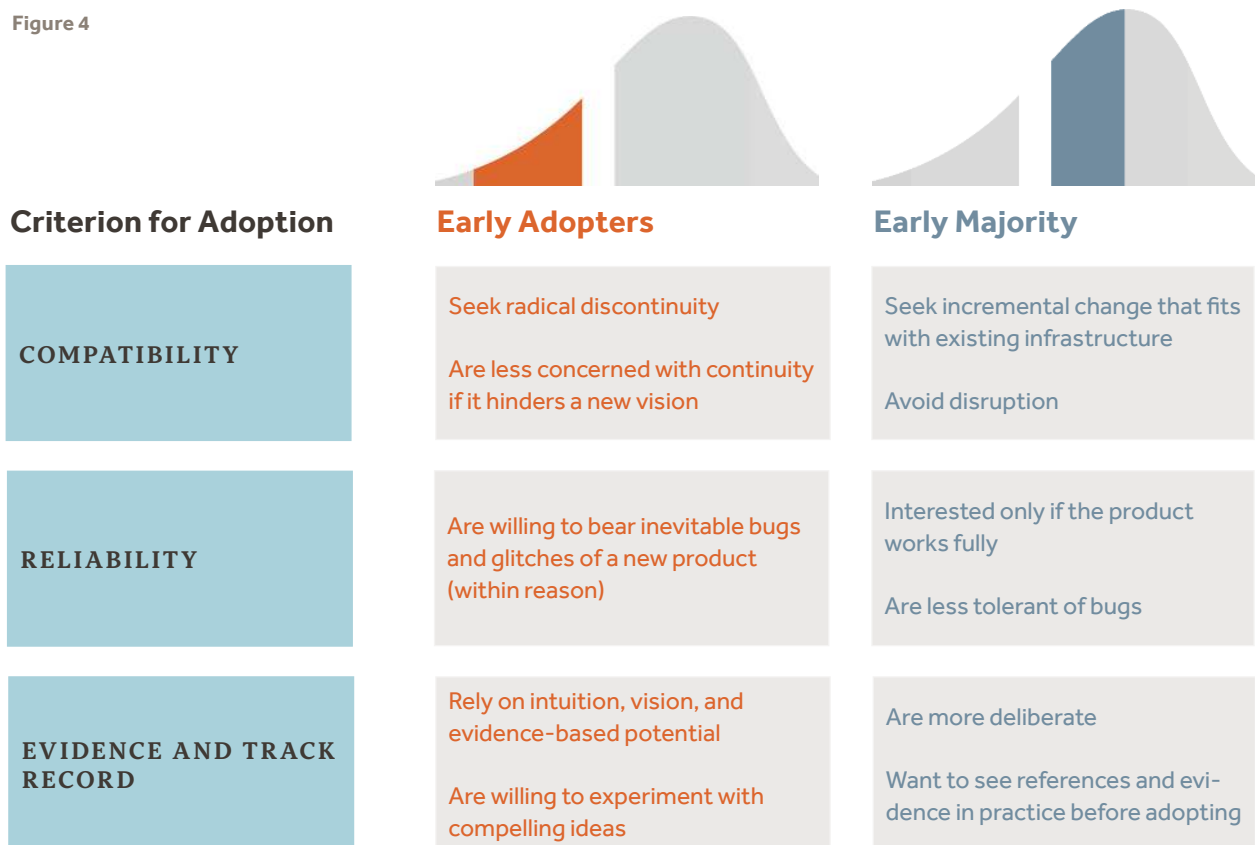 Figure 4
Criterion for Adoption
Early Adopters
Early Majority
COMPATIBILITY
Seek radical discontinuity
Are less concerned with continuity
if it hinders a new vision
Seek incremental change that fits
with existing infrastructure
Avoid disruption
RELIABILITY
Are willing to bear inevitable bugs
and glitches of a new product
(within reason)
Interested only if the product
works fully
Are less tolerant of bugs
EVIDENCE AND TRACK
RECORD
Rely on intuition, vision, and
evidence-based potential
Are willing to experiment with
compelling ideas
Are more deliberate
Want to see references and evi-
dence in practice before adopting